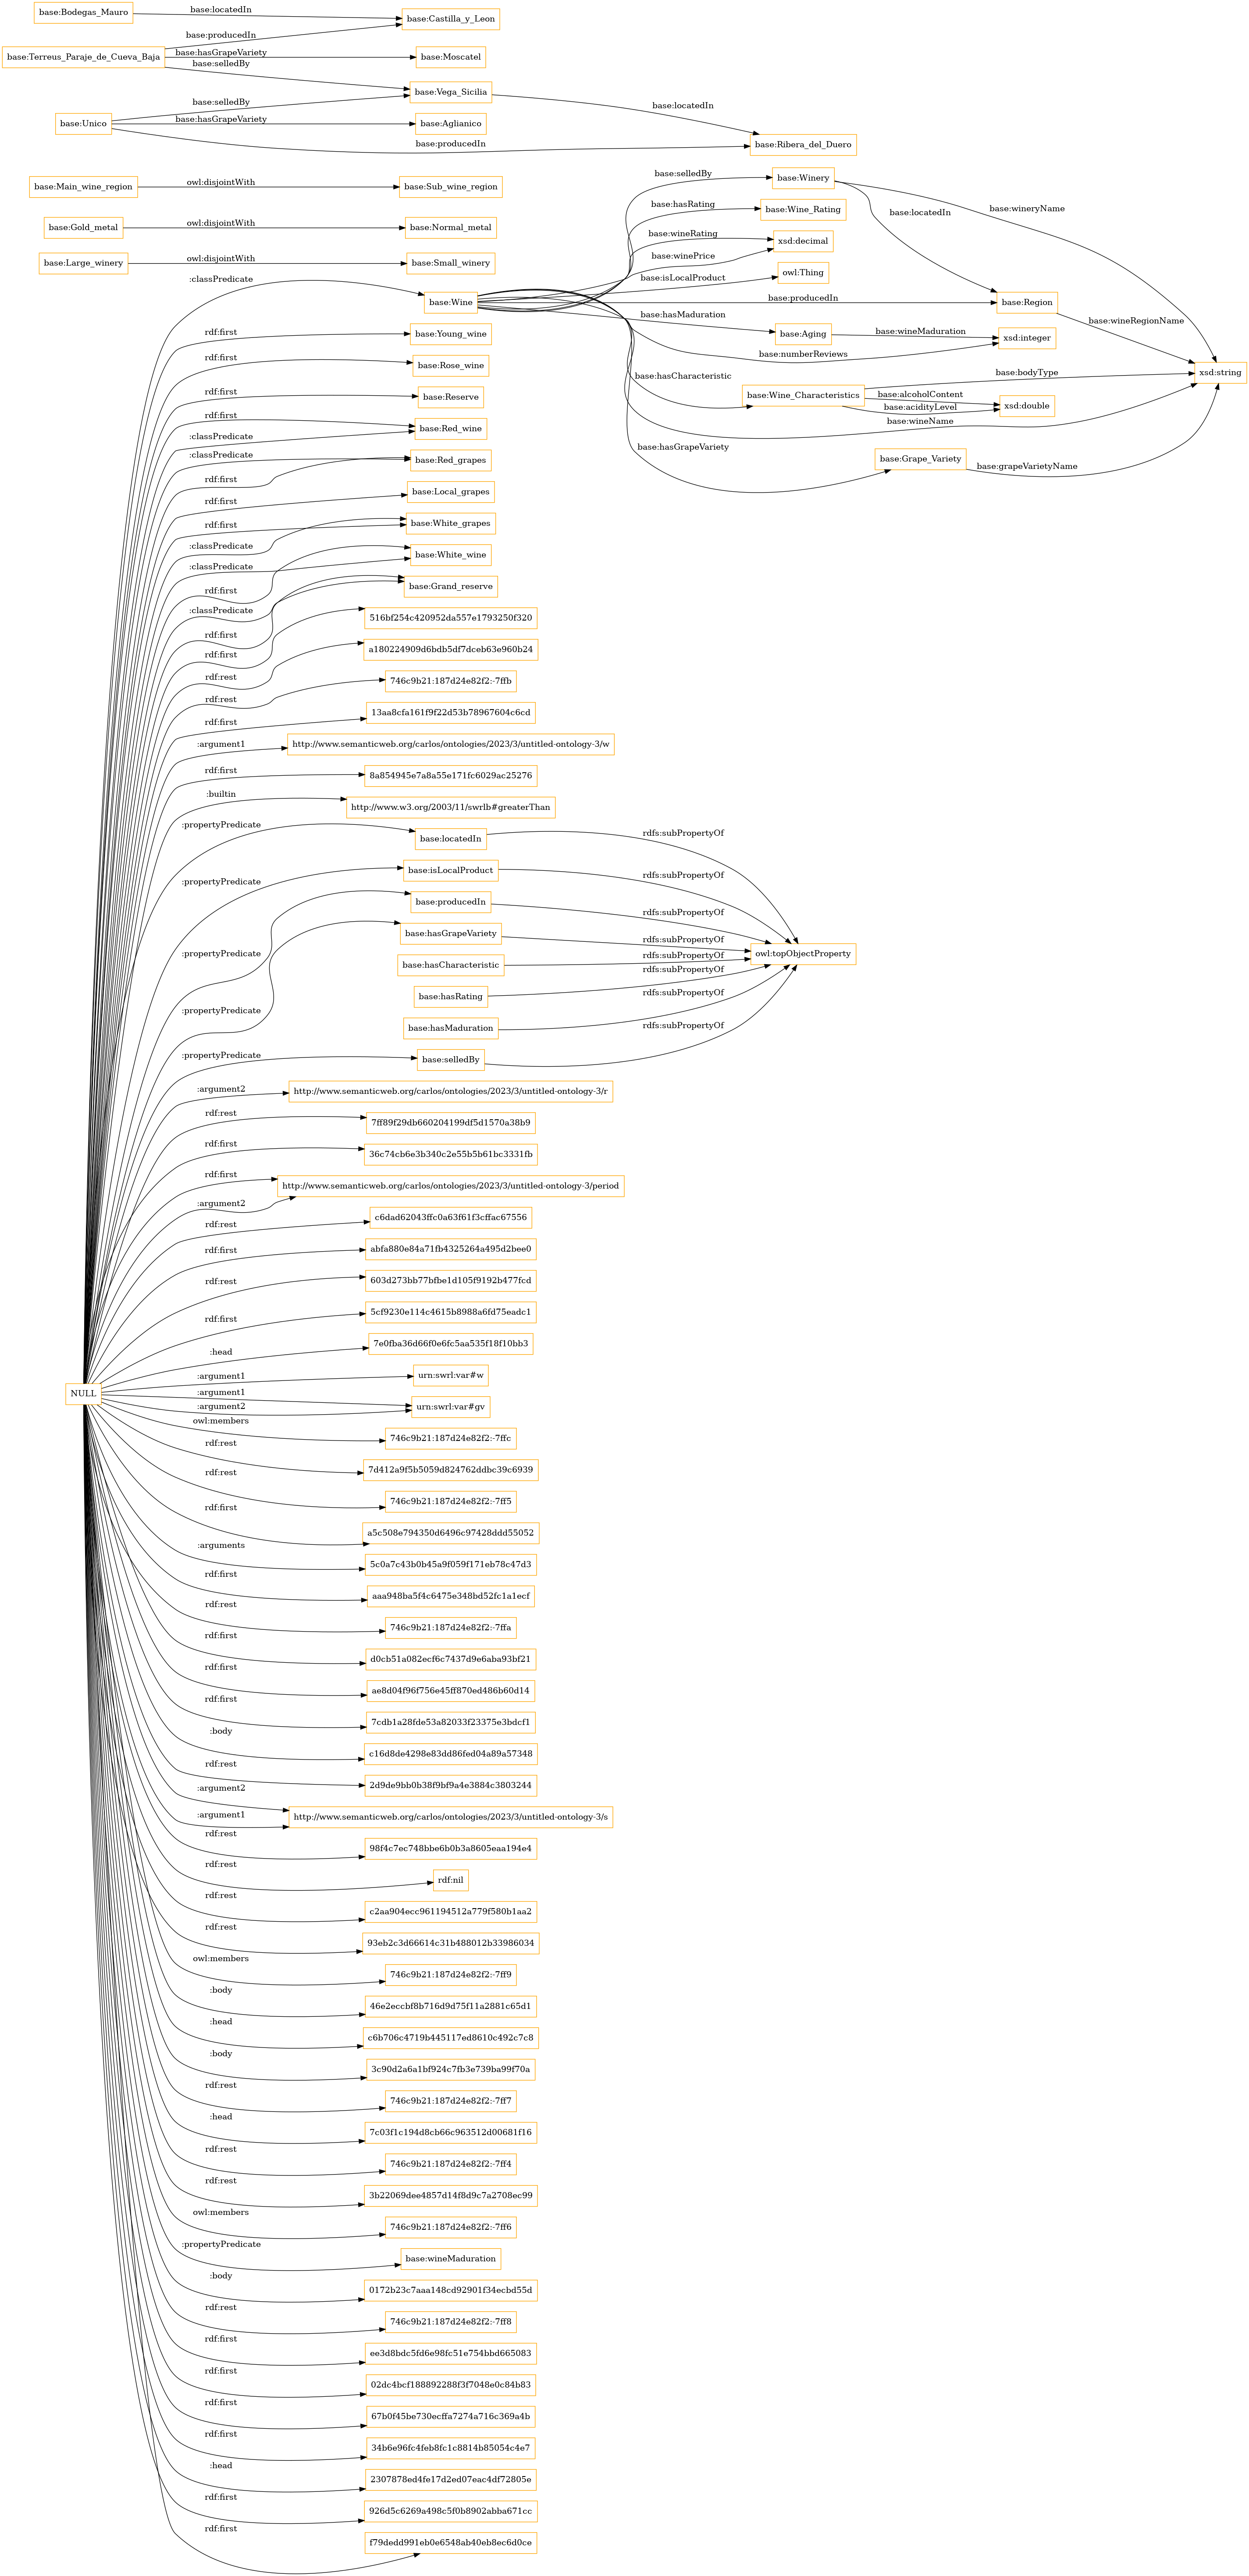 base:Bodegas_Mauro
base:locatedIn
base:Castilla_y_Leon
base:producedIn
base:Terreus_Paraje_de_Cueva_Baja
base:hasGrapeVariety
base:Moscatel
base:selledBy
base:Vega_Sicilia
base:selledBy
base:locatedIn
base:Unico
base:hasGrapeVariety
base:Aglianico
base:producedIn
base:Ribera_del_Duero
base:Main_wine_region
owl:disjointWith
base:Sub_wine_region
base:selledBy
base:Winery
base:wineryName
base:hasRating
base:Wine_Rating
base:locatedIn
base:Gold_metal
owl:disjointWith
base:Normal_metal
base:wineRating
xsd:decimal
base:winePrice
base:Large_winery
owl:disjointWith
base:Small_winery
base:isLocalProduct
owl:Thing
:classPredicate
base:Wine
base:producedIn
base:Region
base:hasMaduration
base:wineRegionName
base:Aging
base:wineMaduration
xsd:integer
rdf:first
base:Young_wine
base:numberReviews
rdf:first
base:Rose_wine
base:hasCharacteristic
base:bodyType
xsd:string
rdf:first
base:Reserve
base:Wine_Characteristics
base:alcoholContent
xsd:double
base:acidityLevel
rdf:first
base:Red_wine
base:wineName
:classPredicate
base:hasGrapeVariety
:classPredicate
base:Red_grapes
base:Grape_Variety
base:grapeVarietyName
rdf:first
base:Local_grapes
rdf:first
rdf:first
base:White_grapes
:classPredicate
base:White_wine
:classPredicate
rdf:first
base:Grand_reserve
:classPredicate
516bf254c420952da557e1793250f320
rdf:first
a180224909d6bdb5df7dceb63e960b24
rdf:first
rdf:rest
746c9b21:187d24e82f2:-7ffb
rdf:rest
13aa8cfa161f9f22d53b78967604c6cd
rdf:first
:argument1
http://www.semanticweb.org/carlos/ontologies/2023/3/untitled-ontology-3/w
rdf:first
8a854945e7a8a55e171fc6029ac25276
:builtin
http://www.w3.org/2003/11/swrlb#greaterThan
:propertyPredicate
base:locatedIn
rdfs:subPropertyOf
:propertyPredicate
base:isLocalProduct
rdfs:subPropertyOf
base:producedIn
rdfs:subPropertyOf
:propertyPredicate
base:hasGrapeVariety
rdfs:subPropertyOf
owl:topObjectProperty
base:hasCharacteristic
rdfs:subPropertyOf
base:hasRating
rdfs:subPropertyOf
:propertyPredicate
base:hasMaduration
rdfs:subPropertyOf
:propertyPredicate
base:selledBy
rdfs:subPropertyOf
:argument2
http://www.semanticweb.org/carlos/ontologies/2023/3/untitled-ontology-3/r
rdf:rest
7ff89f29db660204199df5d1570a38b9
rdf:first
36c74cb6e3b340c2e55b5b61bc3331fb
rdf:first
http://www.semanticweb.org/carlos/ontologies/2023/3/untitled-ontology-3/period
:argument2
rdf:rest
c6dad62043ffc0a63f61f3cffac67556
rdf:first
abfa880e84a71fb4325264a495d2bee0
rdf:rest
603d273bb77bfbe1d105f9192b477fcd
rdf:first
5cf9230e114c4615b8988a6fd75eadc1
:head
7e0fba36d66f0e6fc5aa535f18f10bb3
:argument1
urn:swrl:var#w
NULL
:argument1
:argument2
urn:swrl:var#gv
owl:members
746c9b21:187d24e82f2:-7ffc
rdf:rest
7d412a9f5b5059d824762ddbc39c6939
rdf:rest
746c9b21:187d24e82f2:-7ff5
rdf:first
a5c508e794350d6496c97428ddd55052
:arguments
5c0a7c43b0b45a9f059f171eb78c47d3
rdf:first
aaa948ba5f4c6475e348bd52fc1a1ecf
rdf:rest
746c9b21:187d24e82f2:-7ffa
rdf:first
d0cb51a082ecf6c7437d9e6aba93bf21
rdf:first
ae8d04f96f756e45ff870ed486b60d14
rdf:first
7cdb1a28fde53a82033f23375e3bdcf1
:body
c16d8de4298e83dd86fed04a89a57348
rdf:rest
2d9de9bb0b38f9bf9a4e3884c3803244
:argument2
:argument1
http://www.semanticweb.org/carlos/ontologies/2023/3/untitled-ontology-3/s
rdf:rest
98f4c7ec748bbe6b0b3a8605eaa194e4
rdf:rest
rdf:nil
rdf:rest
c2aa904ecc961194512a779f580b1aa2
rdf:rest
93eb2c3d66614c31b488012b33986034
owl:members
746c9b21:187d24e82f2:-7ff9
:body
46e2eccbf8b716d9d75f11a2881c65d1
:head
c6b706c4719b445117ed8610c492c7c8
:body
3c90d2a6a1bf924c7fb3e739ba99f70a
rdf:rest
746c9b21:187d24e82f2:-7ff7
:head
7c03f1c194d8cb66c963512d00681f16
rdf:rest
746c9b21:187d24e82f2:-7ff4
rdf:rest
3b22069dee4857d14f8d9c7a2708ec99
owl:members
746c9b21:187d24e82f2:-7ff6
:propertyPredicate
base:wineMaduration
:body
0172b23c7aaa148cd92901f34ecbd55d
rdf:rest
746c9b21:187d24e82f2:-7ff8
rdf:first
ee3d8bdc5fd6e98fc51e754bbd665083
rdf:first
02dc4bcf188892288f3f7048e0c84b83
rdf:first
67b0f45be730ecffa7274a716c369a4b
rdf:first
34b6e96fc4feb8fc1c8814b85054c4e7
:head
2307878ed4fe17d2ed07eac4df72805e
rdf:first
926d5c6269a498c5f0b8902abba671cc
rdf:first
f79dedd991eb0e6548ab40eb8ec6d0ce